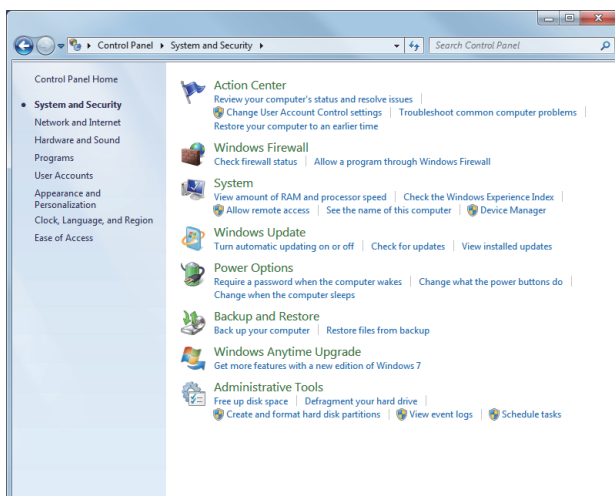 Control Panel ▸ System and Security ▸ Search Control Panel
Control Panel Home
System and Security
Network and Internet
Hardware and Sound
Programs
User Accounts
Appearance and
Personalization
Clock, Language, and Region
Ease of Access
Action Center
Review your computer's status and resolve issues
Change User Account Control settings Troubleshoot common computer problems
Restore your computer to an earlier time
Windows Firewall
Check firewall status Allow a program through Windows Firewall
System
View amount of RAM and processor speed Check the Windows Experience Index
Allow remote access See the name of this computer Device Manager
Windows Update
Turn automatic updating on or off Check for updates View installed updates
Power Options
Require a password when the computer wakes Change what the power buttons do
Change when the computer sleeps
Backup and Restore
Back up your computer Restore files from backup
Windows Anytime Upgrade
Get more features with a new edition of Windows 7
Administrative Tools
Free up disk space Defragment your hard drive
Create and format hard disk partitions View event logs Schedule tasks